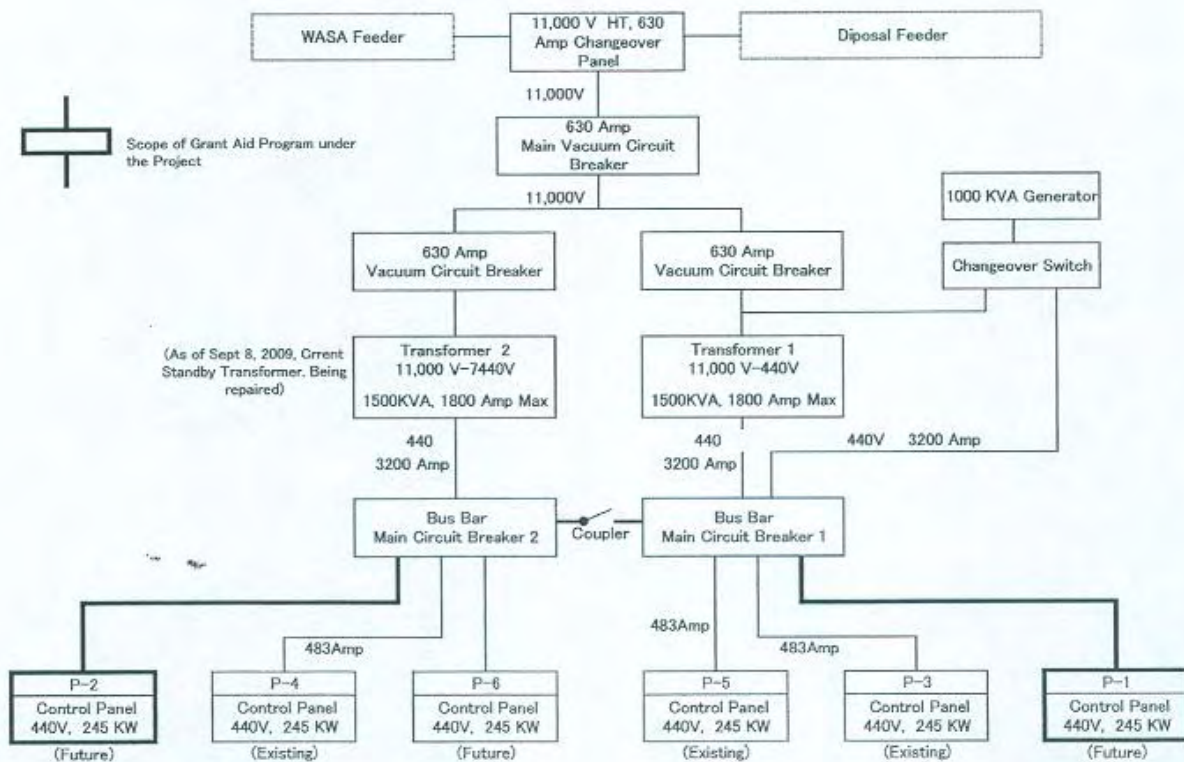 WASA Feeder
11,000 V HT, 630
Amp Changeover
Panel
Diposal Feeder
11,000V
Scope of Grant Aid Program under
the Project
630 Amp
Main Vacuum Circuit
Breaker
11,000V
1000 KVA Generator
Changeover Switch
630 Amp
Vacuum Circuit Breaker
630 Amp
Vacuum Circuit Breaker
(As of Sept 8, 2009, Crrent
Standby Transformer. Being
repaired)
Transformer 2
11,000 V-7440V
1500KVA, 1800 Amp Max
Transformer 1
11,000 V-440V
1500KVA, 1800 Amp Max
440
3200 Amp
440
3200 Amp
440V 3200 Amp
Bus Bar
Main Circuit Breaker 2
Coupler
Bus Bar
Main Circuit Breaker 1
483Amp
483Amp
483Amp
P-2
Control Panel
440V, 245 KW
(Future)
P-4
Control Panel
440V, 245 KW
(Existing)
P-6
Control Panel
440V, 245 KW
(Future)
P-5
Control Panel
440V, 245 KW
(Existing)
P-3
Control Panel
440V, 245 KW
(Existing)
P-1
Control Panel
440V, 245 KW
(Future)